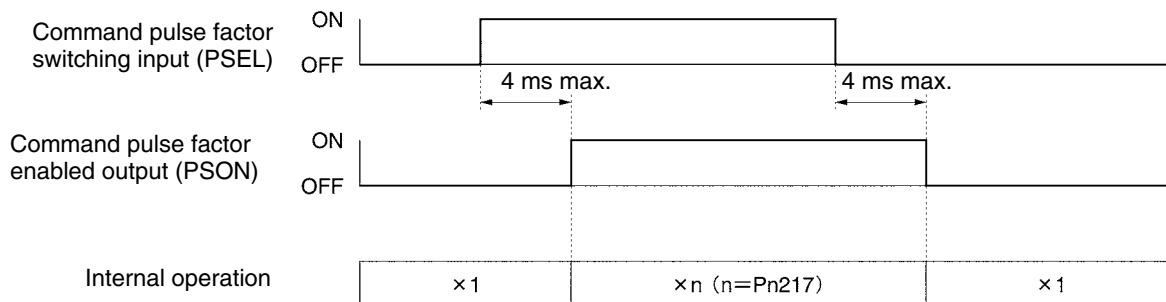 Command pulse factor
switching input (PSEL)
ON
OFF
4 ms max.
4 ms max.
Command pulse factor
enabled output (PSON)
ON
OFF
Internal operation
×1
×n (n=Pn217)
×1